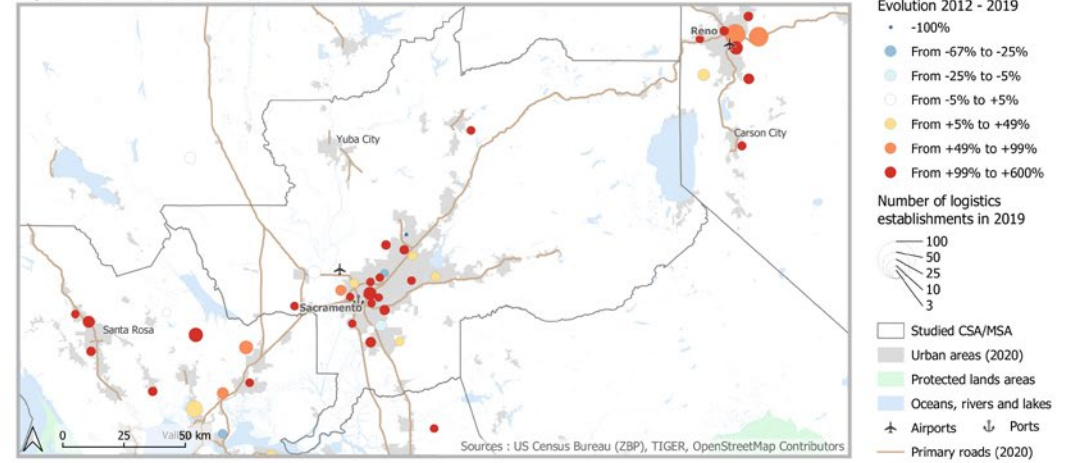 Reno
Carson City
Yuba City
Sacramento
Santa Rosa
0 25 50 km
Sources : US Census Bureau (ZBP), TIGER, OpenStreetMap Contributors
Evolution 2012 - 2019
-100%
From -67% to -25%
From -25% to -5%
From -5% to +5%
From +5% to +49%
From +49% to +99%
From +99% to +600%
Number of logistics
establishments in 2019
100
50
25
10
3
Studied CSA/MSA
Urban areas (2020)
Protected lands areas
Oceans, rivers and lakes
Airports Ports
Primary roads (2020)